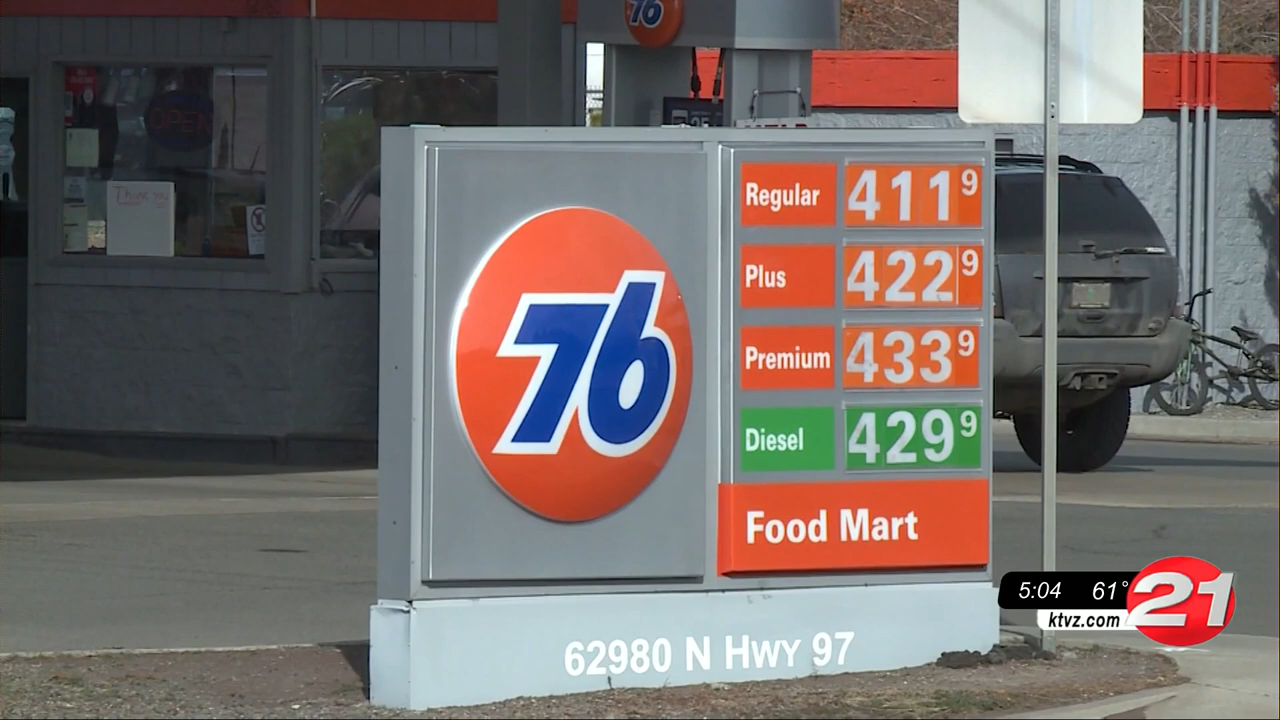 76
OPEN
Thank you
Regular 411 9
Plus 422 9
Premium 433 9
Diesel 429 9
76
Food Mart
62980 N Hwy 97
5:04 61°
21
ktvz.com